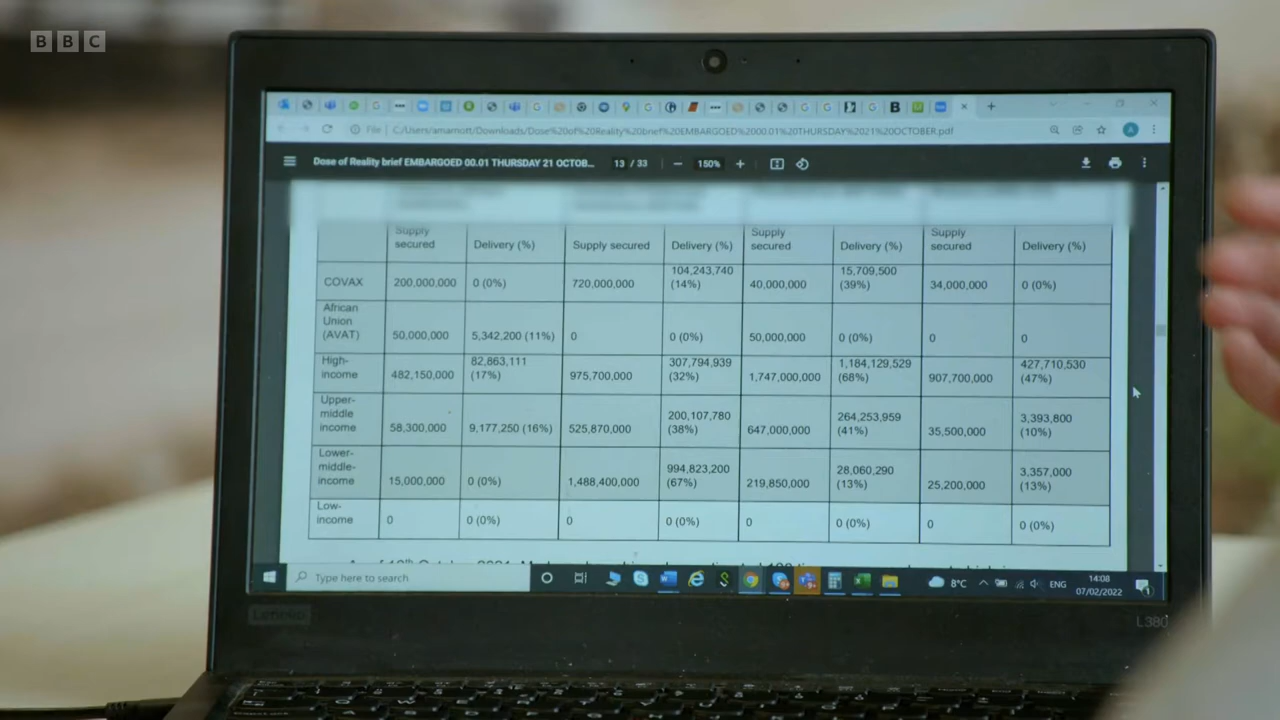 BBC
File | C:/Users/amarriott/Downloads/Dose%20of%20Reality%20brief%20EMBARGOED%2000.01%20THURSDAY%2021%20OCTOBER.pdf
Dose of Reality brief EMBARGOED 00.01 THURSDAY 21 OCTOB... 13 / 33 − 150% +
Supply secured Delivery (%) Supply secured Delivery (%) Supply secured Delivery (%) Supply secured Delivery (%)
COVAX 200,000,000 0 (0%) 720,000,000 104,243,740 (14%) 40,000,000 15,709,500 (39%) 34,000,000 0 (0%)
African Union (AVAT) 50,000,000 5,342,200 (11%) 0 0 (0%) 50,000,000 0 (0%) 0 0
High-income 482,150,000 82,863,111 (17%) 975,700,000 307,794,939 (32%) 1,747,000,000 1,184,129,529 (68%) 907,700,000 427,710,530 (47%)
Upper-middle income 58,300,000 9,177,250 (16%) 525,870,000 200,107,780 (38%) 647,000,000 264,253,959 (41%) 35,500,000 3,393,800 (10%)
Lower-middle-income 15,000,000 0 (0%) 1,488,400,000 994,823,200 (67%) 219,850,000 28,060,290 (13%) 25,200,000 3,357,000 (13%)
Low-income 0 0 (0%) 0 0 (0%) 0 0 (0%) 0 0 (0%)
Type here to search 8°C ENG 14:08
07/02/2022
Lenovo L380